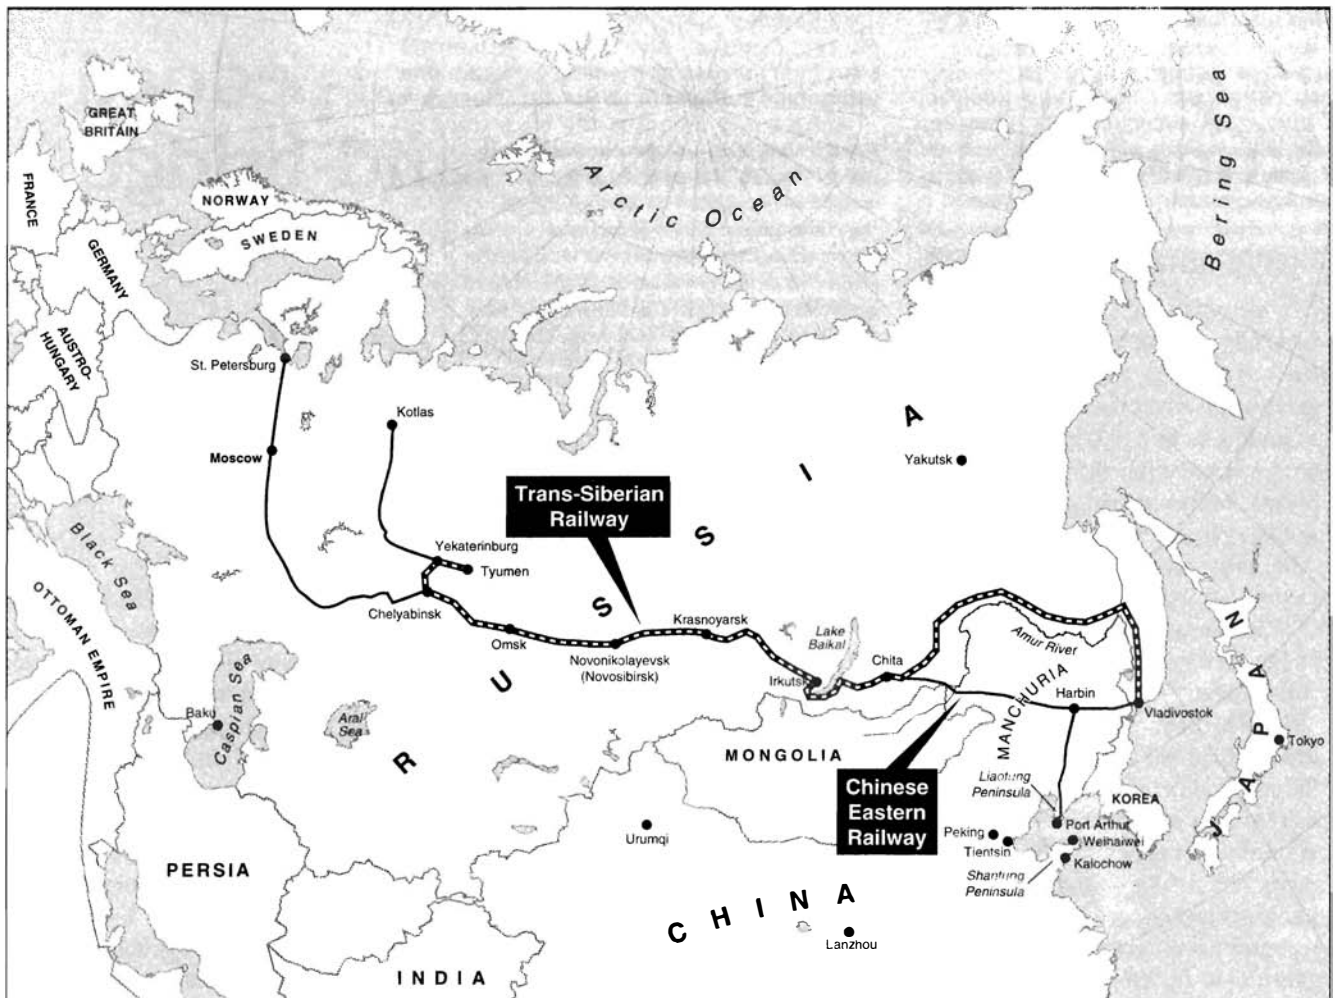 GREAT
BRITAIN
FRANCE
NORWAY
SWEDEN
GERMANY
AUSTRO-
HUNGARY
Arctic Ocean
Bering Sea
St. Petersburg
Kotlas
Moscow
Yakutsk
RUSSIA
Trans-Siberian
Railway
Black Sea
Yekaterinburg
Tyumen
Chelyabinsk
Omsk
Krasnoyarsk
Novonikolayevsk
(Novosibirsk)
Lake
Baikal
Irkutsk
Chita
Amur River
MANCHURIA
Harbin
Vladivostok
OTTOMAN EMPIRE
Baku
Caspian Sea
Aral
Sea
MONGOLIA
Chinese
Eastern
Railway
Liaotung
Peninsula
KOREA
JAPAN
Tokyo
Urumqi
Peking
Tientsin
Port Arthur
Weihaiwei
Kalochow
Shantung
Peninsula
PERSIA
CHINA
Lanzhou
INDIA